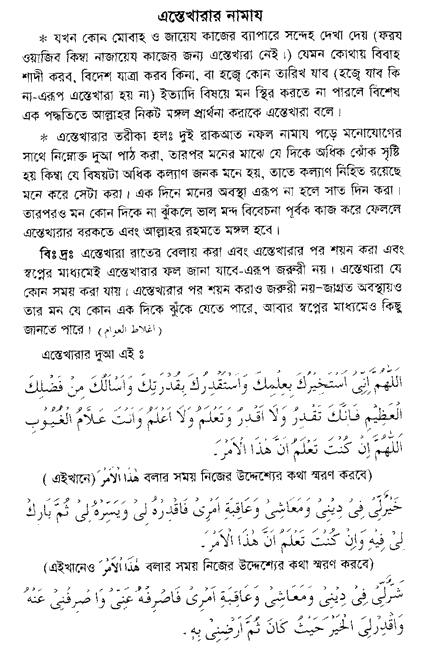 এস্তেখারার নামায
* যখন কোন মোবাহ ও জায়েয কাজের ব্যাপারে সন্দেহ দেখা দেয় (ফরয
ওয়াজিব কিম্বা নাজায়েয কাজের জন্য এস্তেখারা নেই।) যেমন কোথায় বিবাহ
শাদী করব, বিদেশ যাত্রা করব কিনা, বা হজ্বে কোন তারিখ যাব (হজ্বে যাব কি
না-এরূপ এস্তেখারা হয় না) ইত্যাদি বিষয়ে মন স্থির করতে না পারলে বিশেষ
এক পদ্ধতিতে আল্লাহর নিকট মঙ্গল প্রার্থনা করাকে এস্তেখারা বলে।
* এস্তেখারার তরীকা হলঃ দুই রাকআত নফল নামায পড়ে মনোযোগের
সাথে নিম্নোক্ত দুআ পাঠ করা, তারপর মনের মাঝে যে দিকে অধিক ঝোঁক সৃষ্টি
হয় কিম্বা যে বিষয়টা অধিক কল্যাণ জনক মনে হয়, তাতে কল্যাণ নিহিত রয়েছে
মনে করে সেটা করা। এক দিনে মনের অবস্থা এরূপ না হলে সাত দিন করা।
তারপরও মন কোন দিকে না ঝুঁকলে ভাল মন্দ বিবেচনা পূর্বক কাজ করে ফেললে
এস্তেখারার বরকতে এবং আল্লাহর রহমতে মঙ্গল হবে।
বিঃ দ্রঃ এস্তেখারা রাতের বেলায় করা এবং এস্তেখারার পর শয়ন করা এবং
স্বপ্নের মাধ্যমেই এস্তেখারার ফল জানা যাবে-এরূপ জরুরী নয়। এস্তেখারা যে
কোন সময় করা যায়। এস্তেখারার পর শয়ন করাও জরুরী নয়-জাগ্রত অবস্থায়ও
তার মন যে কোন এক দিকে ঝুঁকে যেতে পারে, আবার স্বপ্নের মাধ্যমেও কিছু
জানতে পারে। (اغلاط العوام)
এস্তেখারার দুআ এই ঃ
اَللّٰهُمَّ اِنِّىْ اَسْتَخِيْرُكَ بِعِلْمِكَ وَاَسْتَقْدِرُكَ بِقُدْرَتِكَ وَاَسْأَلُكَ مِنْ فَضْلِكَ
الْعَظِيْمِ فَاِنَّكَ تَقْدِرُ وَلَا اَقْدِرُ وَتَعْلَمُ وَلَا اَعْلَمُ وَاَنْتَ عَلَّامُ الْغُيُوْبِ
اَللّٰهُمَّ اِنْ كُنْتَ تَعْلَمُ اَنَّ هٰذَا الْاَمْرَ۔
(এইখানে) هٰذَا الْاَمْرَ বলার সময় নিজের উদ্দেশ্যের কথা স্মরণ করবে)
خَيْرٌ لِّىْ فِىْ دِيْنِىْ وَمَعَاشِىْ وَعَاقِبَةِ اَمْرِىْ فَاقْدِرْهُ لِىْ وَيَسِّرْهُ لِىْ ثُمَّ بَارِكْ
لِىْ فِيْهِ وَاِنْ كُنْتَ تَعْلَمُ اَنَّ هٰذَا الْاَمْرَ۔
(এইখানেও هٰذَا الْاَمْرَ বলার সময় নিজের উদ্দেশ্যের কথা স্মরণ করবে)
شَرٌّ لِّىْ فِىْ دِيْنِىْ وَمَعَاشِىْ وَعَاقِبَةِ اَمْرِىْ فَاصْرِفْهُ عَنِّىْ وَاصْرِفْنِىْ عَنْهُ
وَاقْدِرْ لِىَ الْخَيْرَ حَيْثُ كَانَ ثُمَّ اَرْضِنِىْ بِهٖ۔